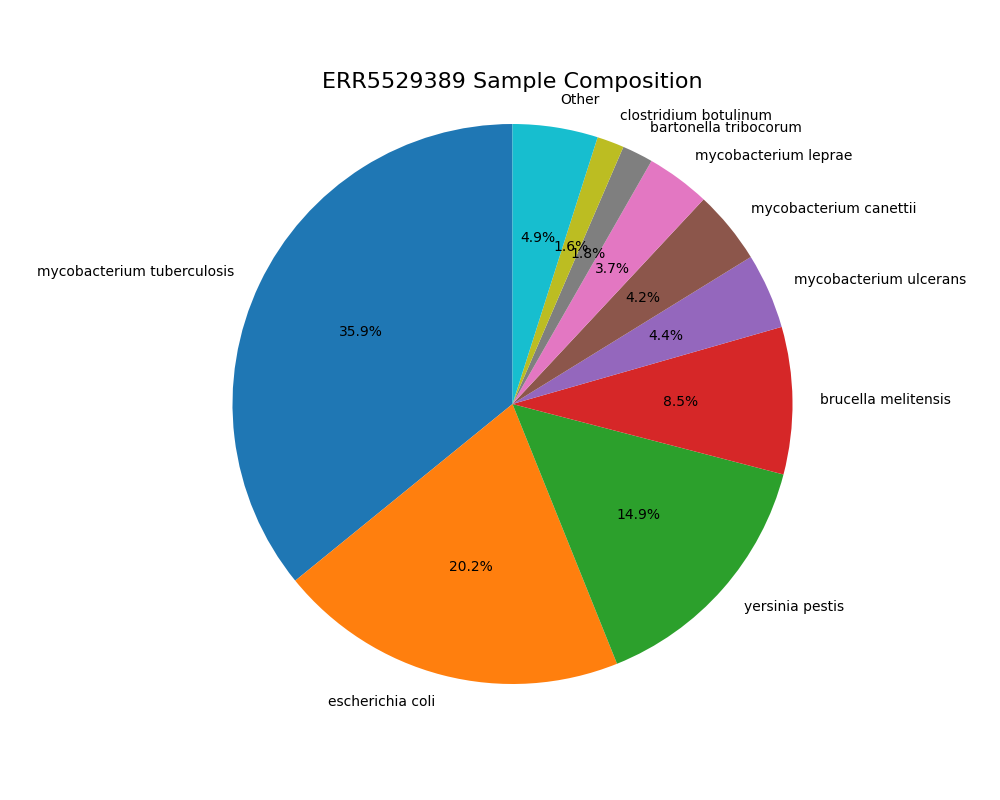 ERR5529389 Sample Composition
Other
clostridium botulinum
bartonella tribocorum
mycobacterium leprae
mycobacterium canettii
mycobacterium ulcerans
mycobacterium tuberculosis
brucella melitensis
yersinia pestis
escherichia coli
4.9%
1.6%
1.8%
3.7%
4.2%
4.4%
35.9%
8.5%
14.9%
20.2%